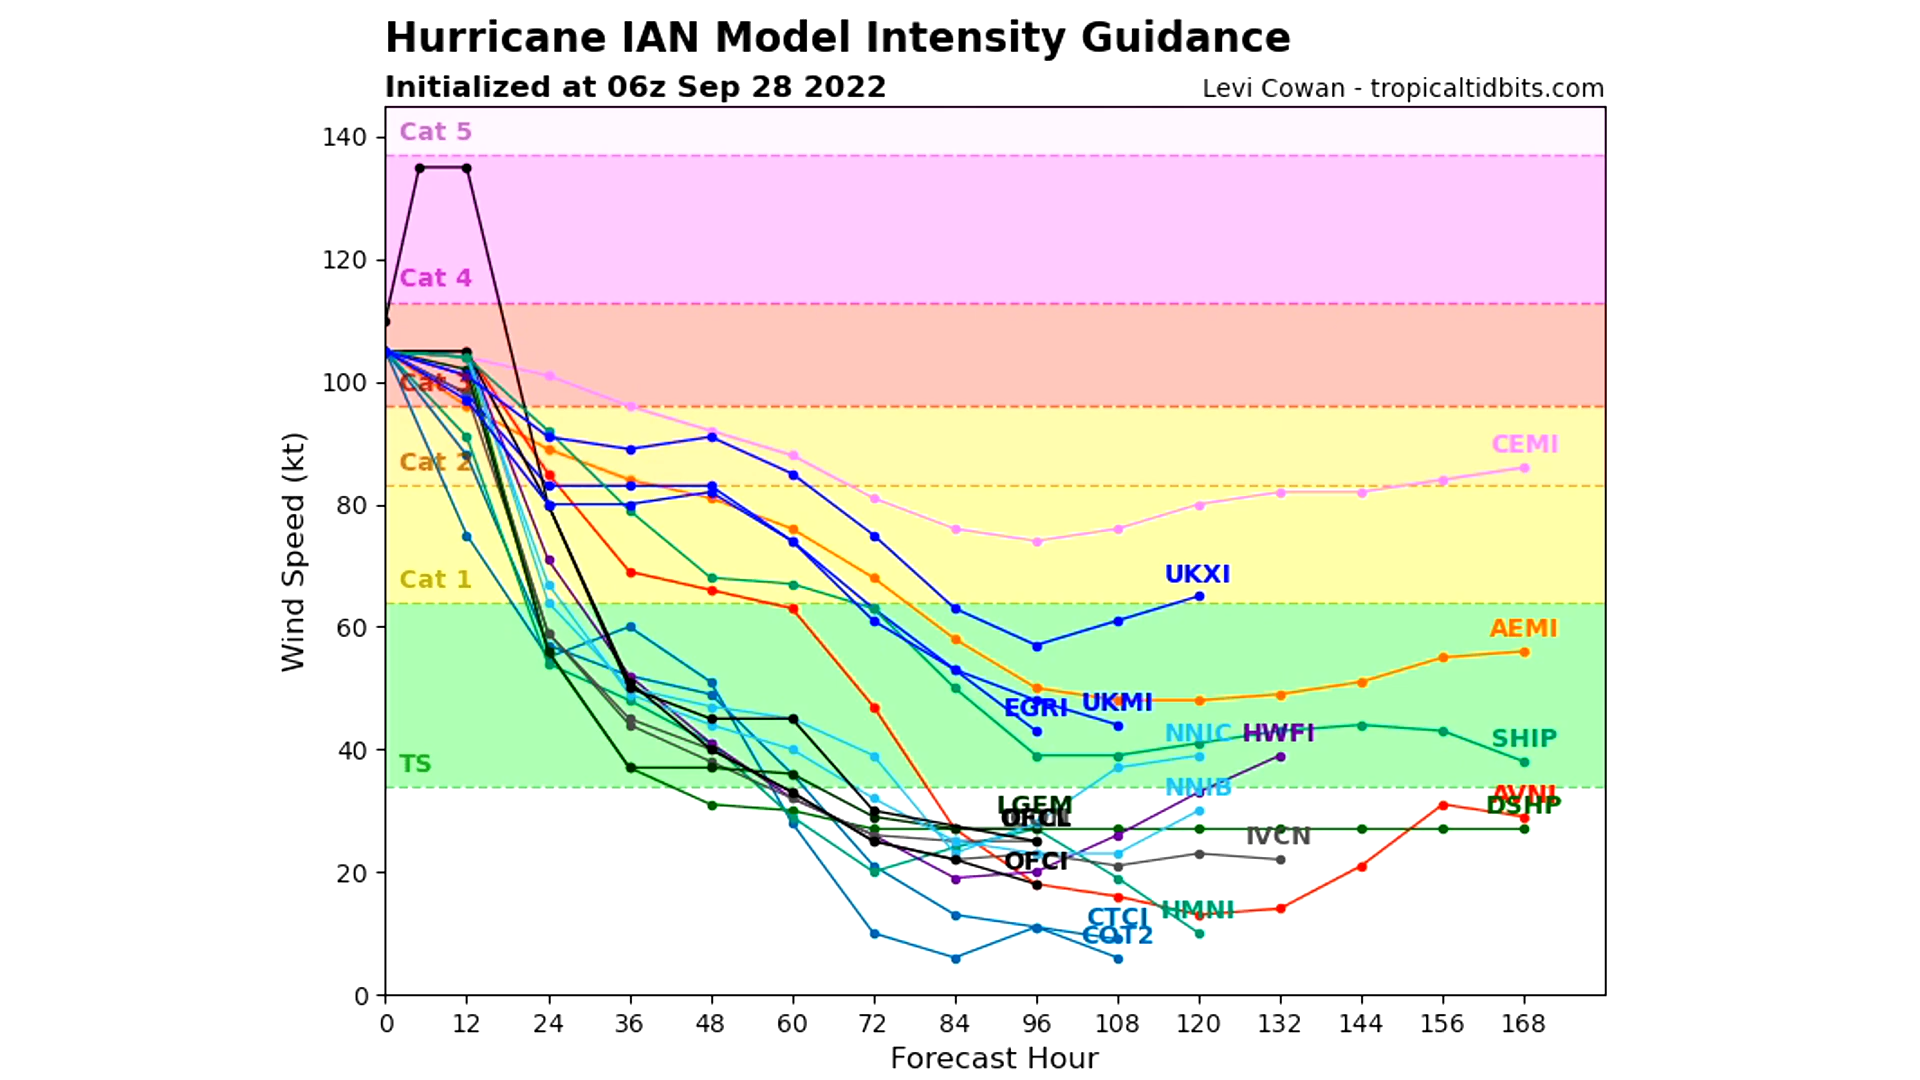 Hurricane IAN Model Intensity Guidance
Initialized at 06z Sep 28 2022
Levi Cowan - tropicaltidbits.com
Wind Speed (kt)
140
120
100
80
60
40
20
0
Cat 5
Cat 4
Cat 3
Cat 2
Cat 1
TS
CEMI
UKXI
AEMI
EGRI
UKMI
NNIC
HWFI
SHIP
NNIB
AVNI
DSHP
LGEM
OFCL
IVCN
OFCI
HMNI
CTCI
COT2
0 12 24 36 48 60 72 84 96 108 120 132 144 156 168
Forecast Hour